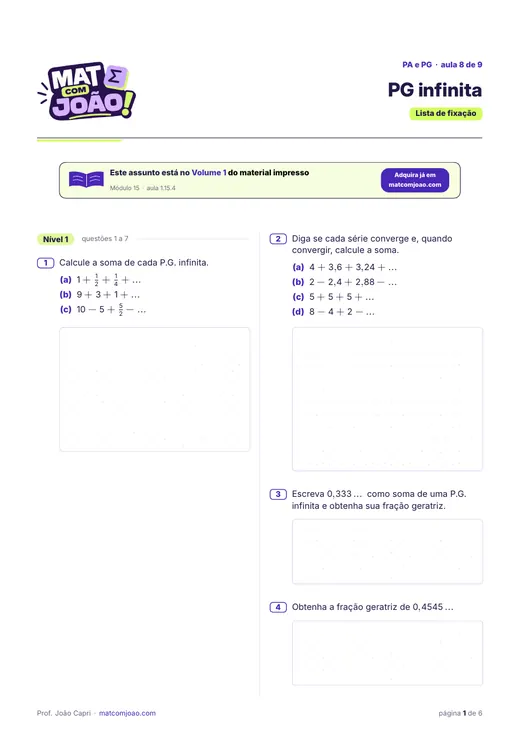 MAT Σ
COM
JOÃO!
PA e PG · aula 8 de 9
PG infinita
Lista de fixação
Este assunto está no Volume 1 do material impresso
Módulo 15 · aula 1.15.4
Adquira já em
matcomjoao.com
Nível 1 questões 1 a 7
1 Calcule a soma de cada P.G. infinita.
(a) 1 + 1/2 + 1/4 + ...
(b) 9 + 3 + 1 + ...
(c) 10 − 5 + 5/2 − ...
2 Diga se cada série converge e, quando
convergir, calcule a soma.
(a) 4 + 3,6 + 3,24 + ...
(b) 2 − 2,4 + 2,88 − ...
(c) 5 + 5 + 5 + ...
(d) 8 − 4 + 2 − ...
3 Escreva 0,333 ... como soma de uma P.G.
infinita e obtenha sua fração geratriz.
4 Obtenha a fração geratriz de 0,4545 ...
Prof. João Capri · matcomjoao.com
página 1 de 6